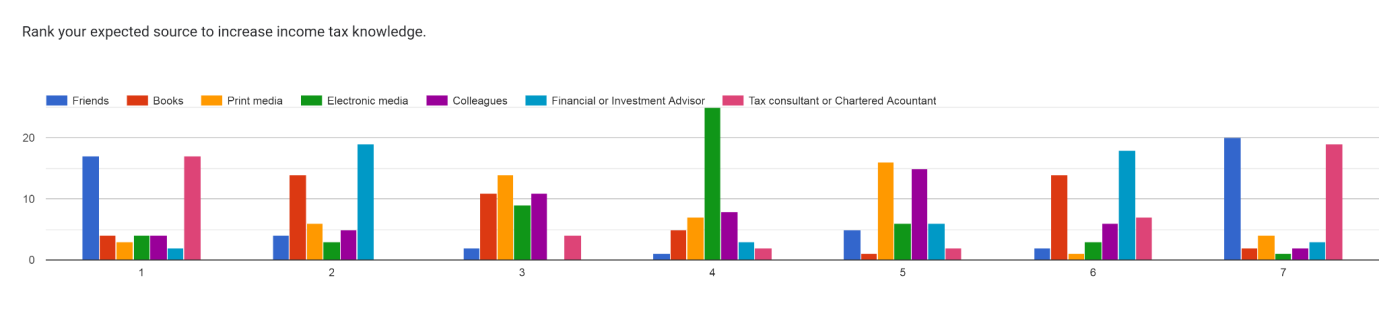 Rank your expected source to increase income tax knowledge.
Friends Books Print media Electronic media Colleagues Financial or Investment Advisor Tax consultant or Chartered Acountant
20
10
0
1 2 3 4 5 6 7